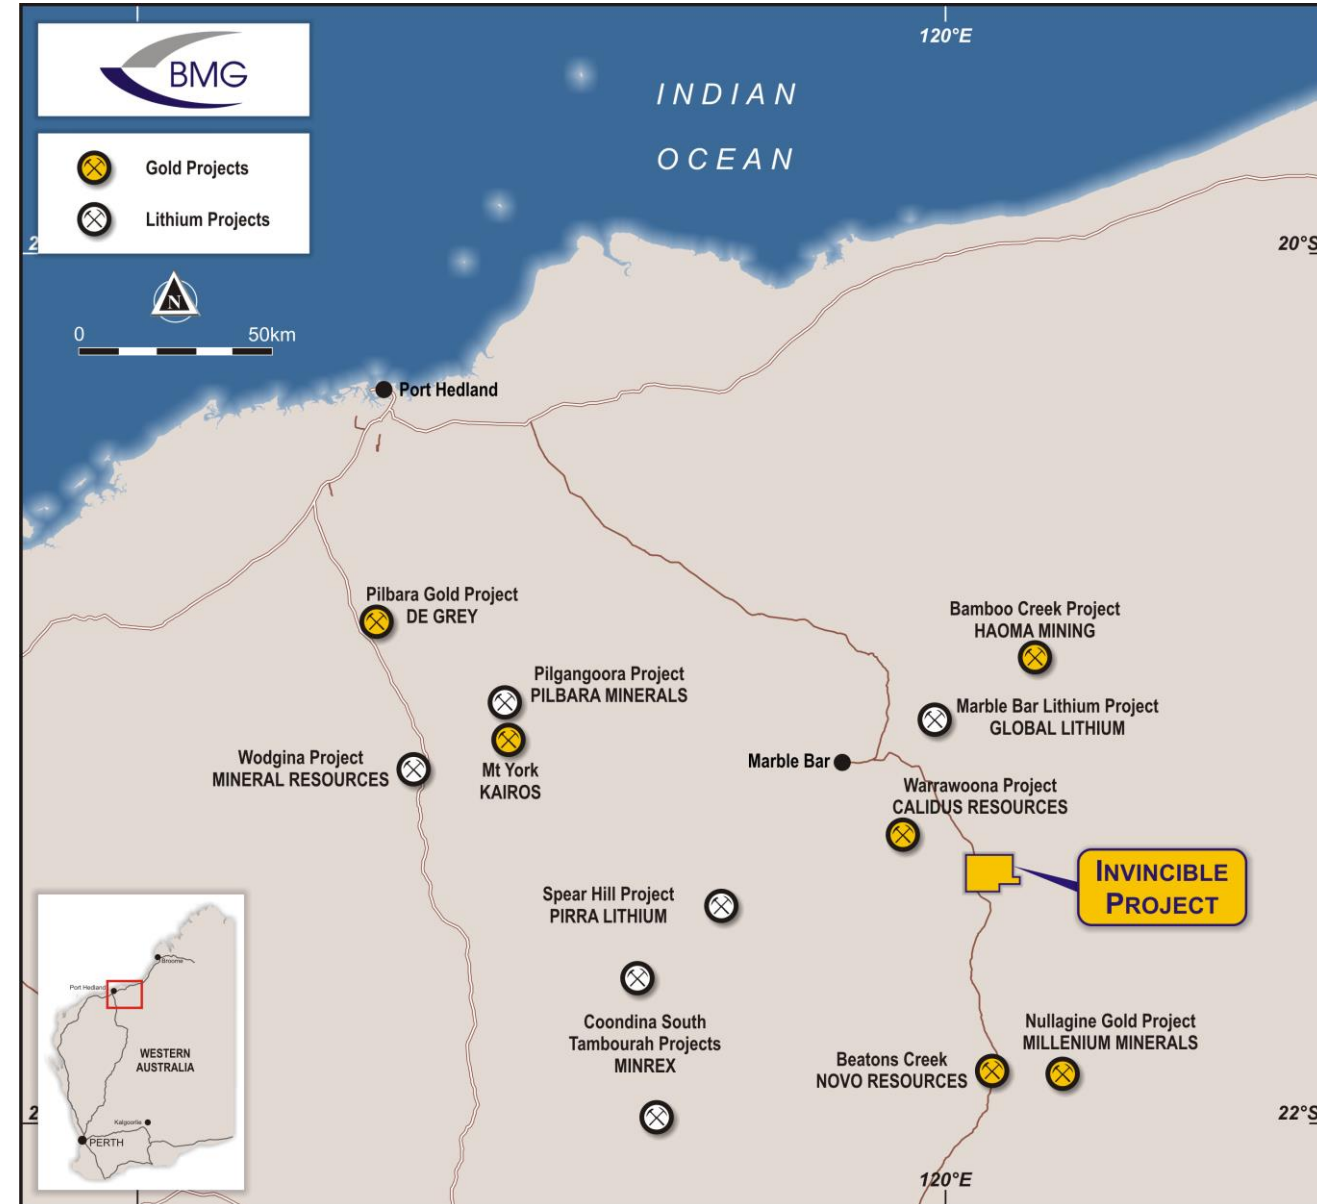 BMG
Gold Projects
Lithium Projects
N
0 50km
120°E
INDIAN
OCEAN
2
20°S
Port Hedland
Pilbara Gold Project
DE GREY
Bamboo Creek Project
HAOMA MINING
Pilgangoora Project
PILBARA MINERALS
Marble Bar Lithium Project
GLOBAL LITHIUM
Wodgina Project
MINERAL RESOURCES
Mt York
KAIROS
Marble Bar
Warrawoona Project
CALIDUS RESOURCES
INVINCIBLE
PROJECT
Spear Hill Project
PIRRA LITHIUM
Coondina South
Tambourah Projects
MINREX
Nullagine Gold Project
MILLENIUM MINERALS
Beatons Creek
NOVO RESOURCES
2
22°S
120°E
Broome
Port Hedland
WESTERN
AUSTRALIA
Kalgoorlie
PERTH